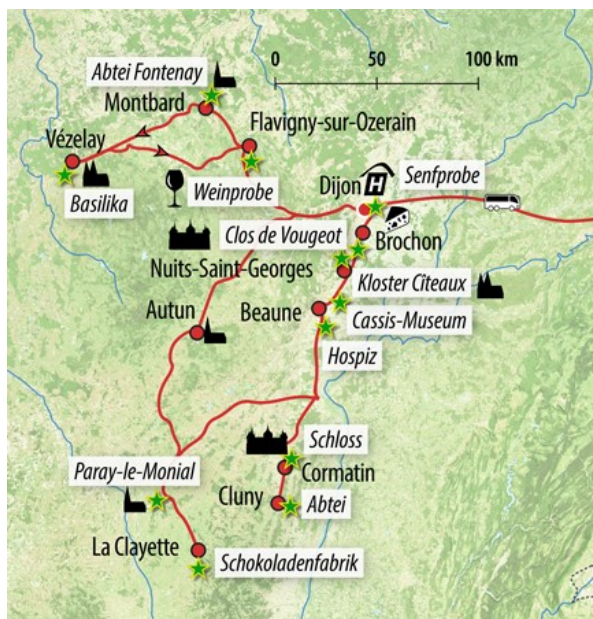 0 50 100 km
Abtei Fontenay
Montbard
Flavigny-sur-Ozerain
Vézelay
Basilika
Weinprobe
Dijon
H
Senfprobe
Clos de Vougeot
Brochon
Nuits-Saint-Georges
Kloster Cîteaux
Autun
Beaune
Cassis-Museum
Hospiz
Schloss
Paray-le-Monial
Cormatin
Cluny
Abtei
La Clayette
Schokoladenfabrik